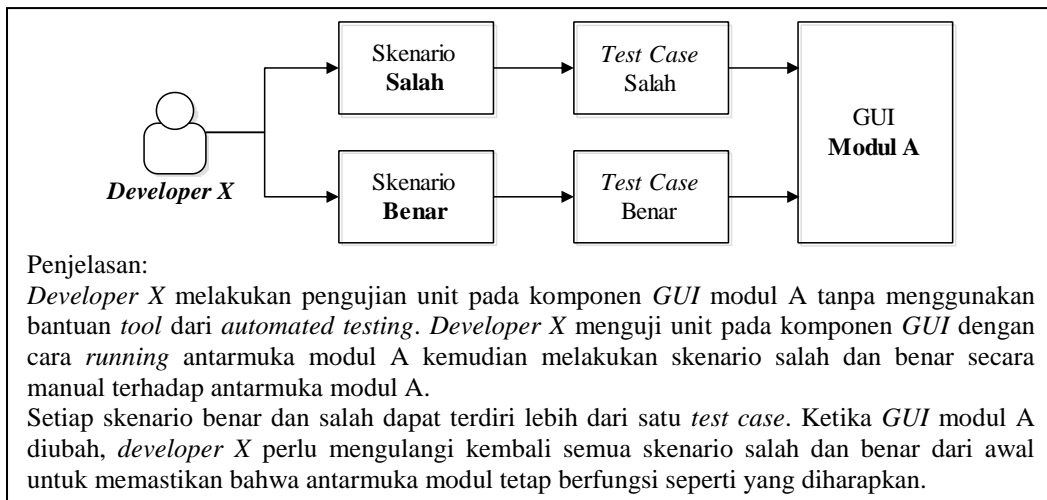 Skenario
Salah
Test Case
Salah
GUI
Modul A
Developer X
Skenario
Benar
Test Case
Benar
Penjelasan:
Developer X melakukan pengujian unit pada komponen GUI modul A tanpa menggunakan
bantuan tool dari automated testing. Developer X menguji unit pada komponen GUI dengan
cara running antarmuka modul A kemudian melakukan skenario salah dan benar secara
manual terhadap antarmuka modul A.
Setiap skenario benar dan salah dapat terdiri lebih dari satu test case. Ketika GUI modul A
diubah, developer X perlu mengulangi kembali semua skenario salah dan benar dari awal
untuk memastikan bahwa antarmuka modul tetap berfungsi seperti yang diharapkan.